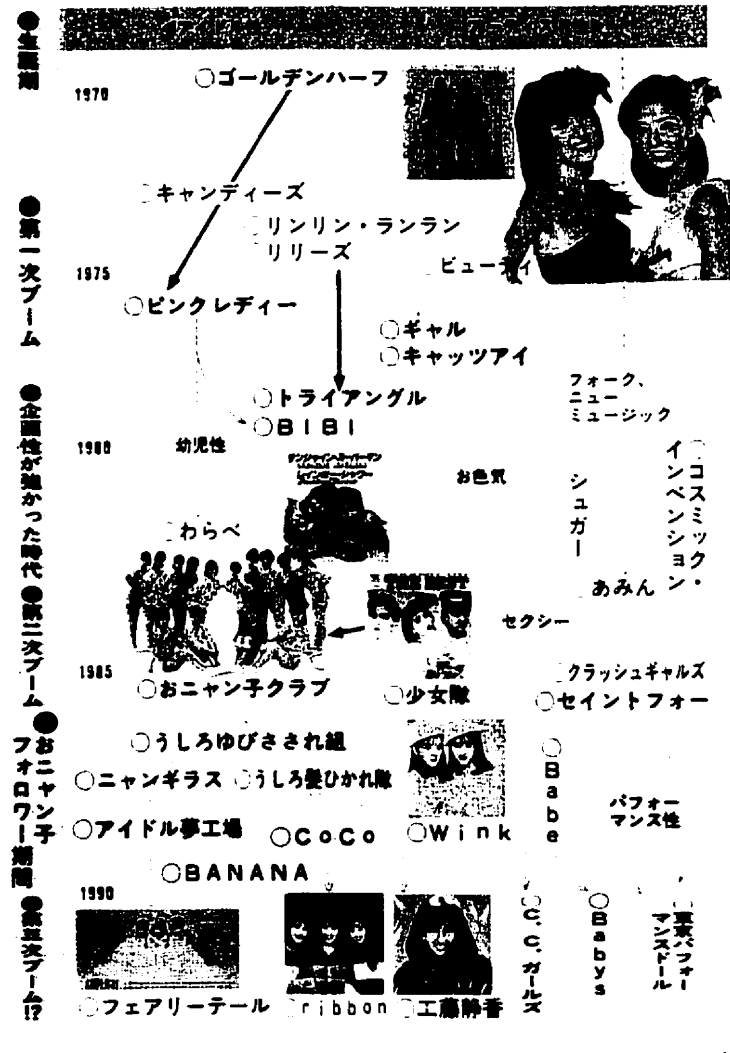 1970
ゴールデンハーフ
キャンディーズ
リンリン・ランラン
リリーズ
●第一次ブーム
1975
ビューティ
ピンクレディー
ギャル
キャッツアイ
トライアングル
BIBI
フォーク、
ニュー
ミュージック
●企画性が強かった時代
1980
幼児性
お色気
シュガー
コスミック・
インベンション
わらべ
あみん
セクシー
●第二次ブーム
1985
おニャン子クラブ
少女隊
クラッシュギャルズ
セイントフォー
●おニャン子
フォロワー期間
うしろゆびさされ組
ニャンギラス
うしろ髪ひかれ隊
アイドル夢工場
CoCo
Wink
Babe
パフォー
マンス性
BANANA
1990
●第三次ブーム!?
フェアリーテール
ribbon
工藤静香
C.C.ガールズ
Babys
東京パフォー
マンスドール